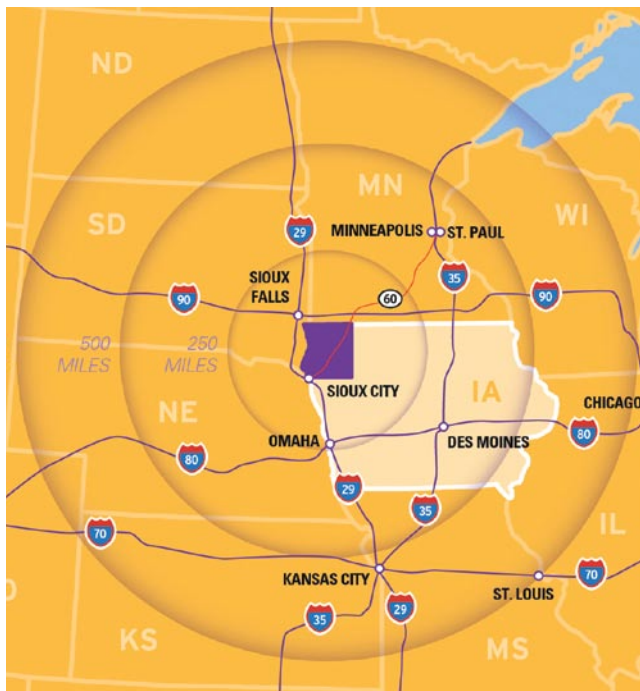 ND
MN
SD
WI
29
MINNEAPOLIS
ST. PAUL
SIOUX
FALLS
35
90
60
90
500
MILES
250
MILES
SIOUX CITY
IA
NE
CHICAGO
OMAHA
DES MOINES
80
80
29
35
70
IL
KANSAS CITY
ST. LOUIS
70
35
29
KS
MS